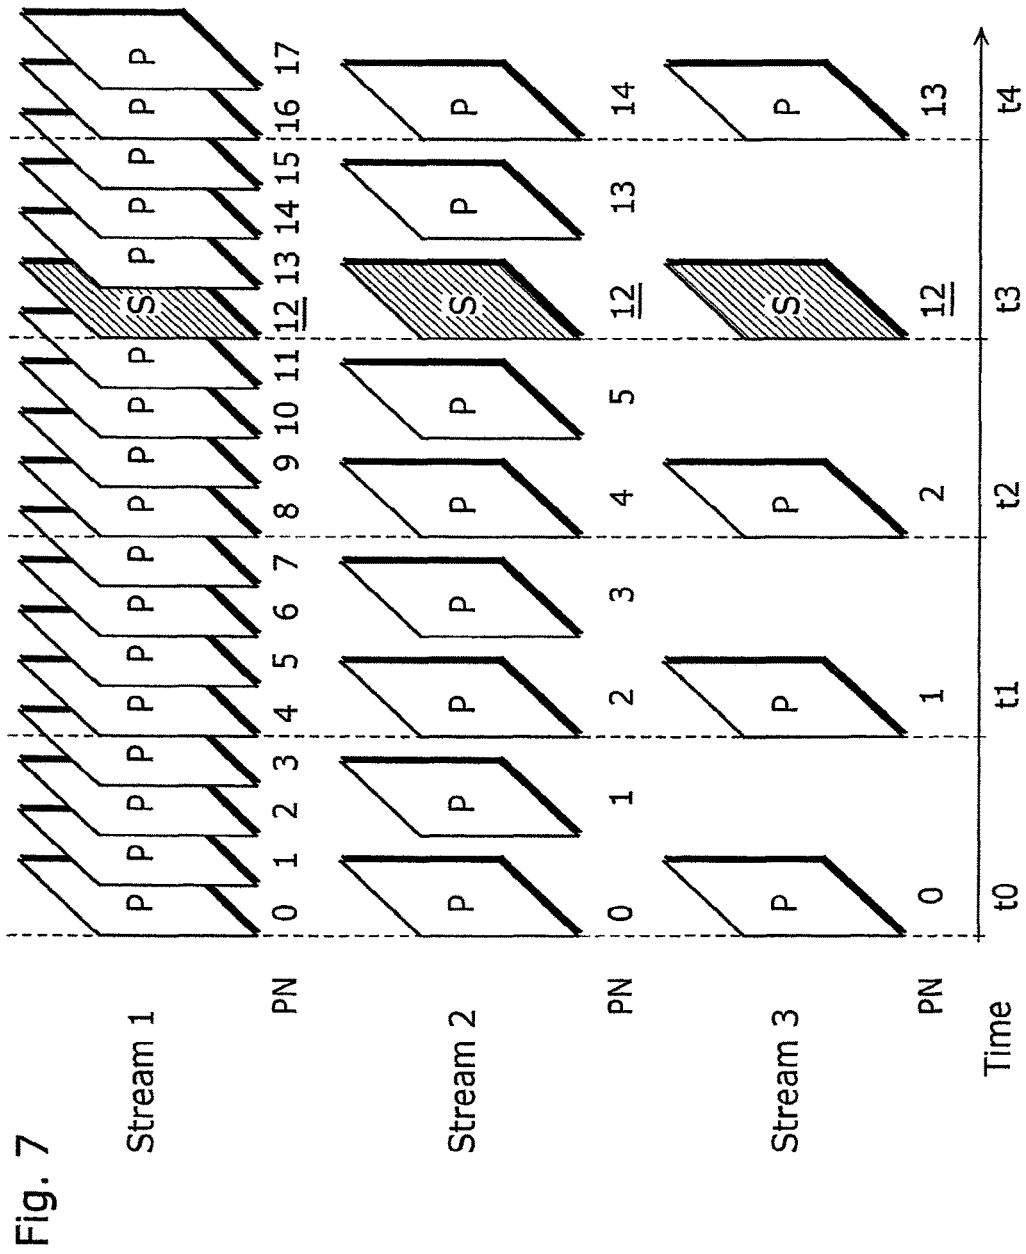 Fig. 7
Stream 1
P P P P P P P P P P P P S P P P P P
PN 0 1 2 3 4 5 6 7 8 9 10 11 12 13 14 15 16 17
Stream 2
P P P P P P S P P
PN 0 1 2 3 4 5 12 13 14
Stream 3
P P P S P
PN 0 1 2 12 13
Time t0 t1 t2 t3 t4